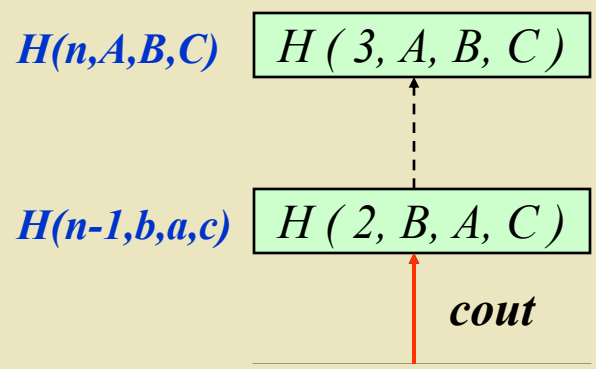 H(n,A,B,C) H ( 3, A, B, C )
H(n-1,b,a,c) H ( 2, B, A, C )
cout